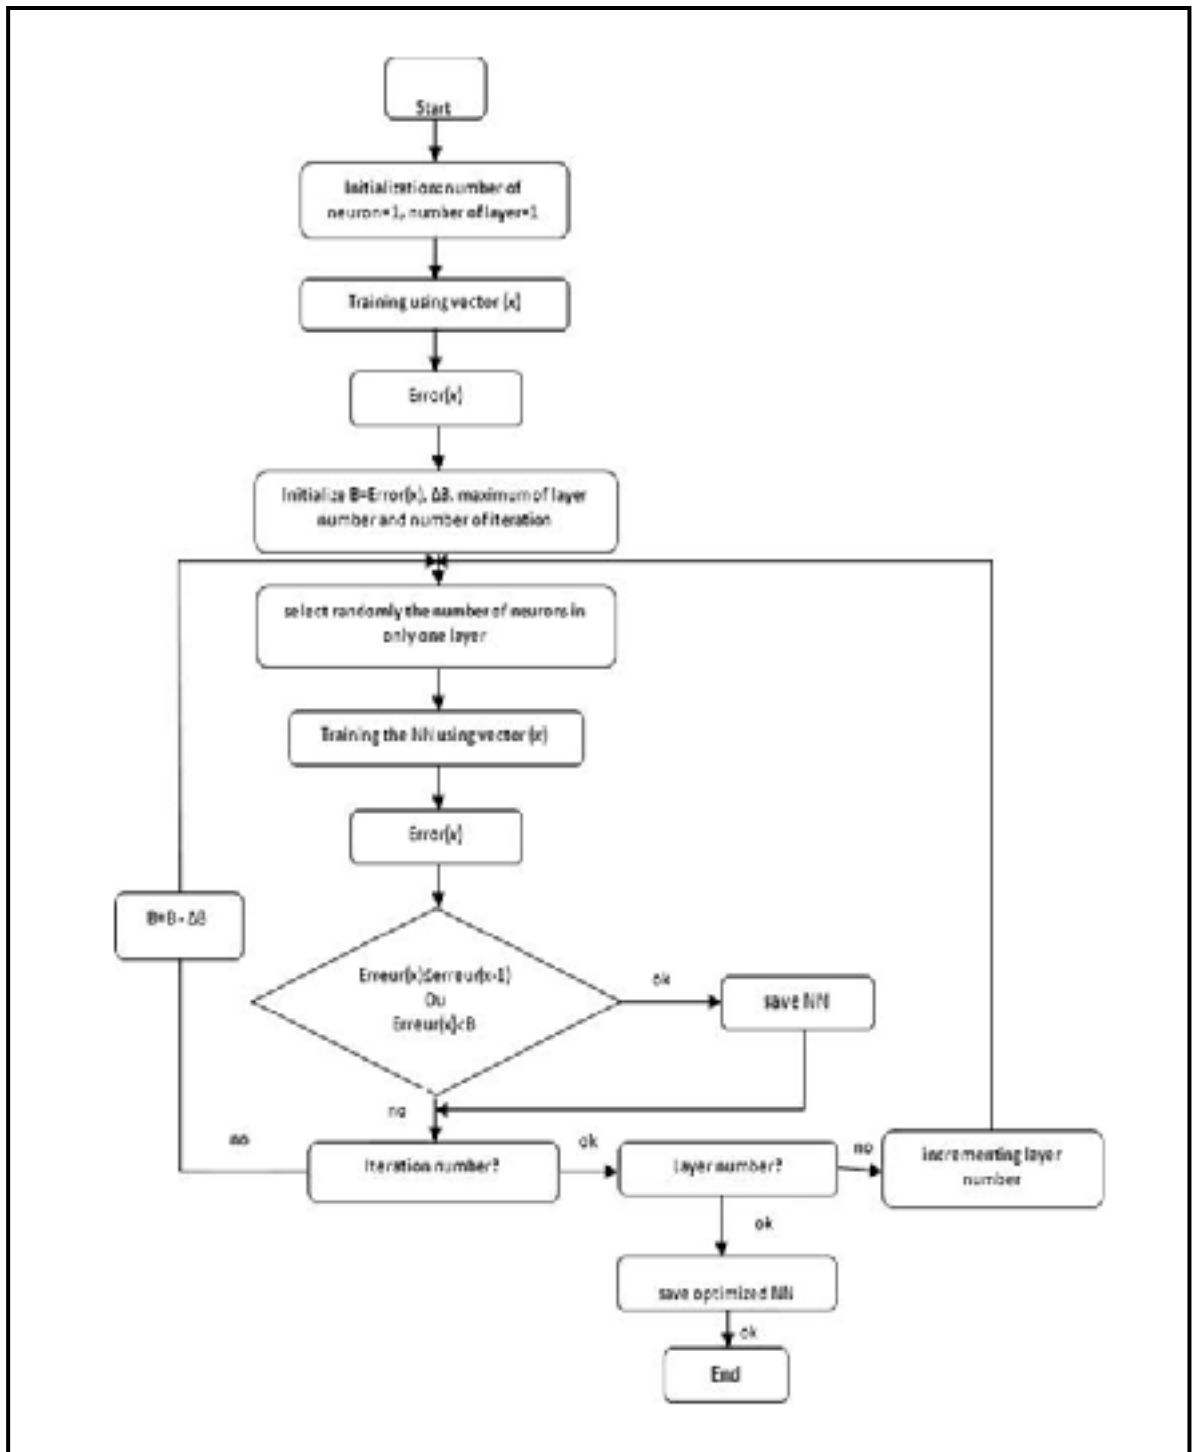 Start
Initialization:number of
neuron=1, number of layer=1
Training using vector (x)
Error(x)
Initialize B=Error(x), ΔB, maximum of layer
number and number of iteration
select randomly the number of neurons in
only one layer
Training the NN using vector (x)
Error(x)
B=B - ΔB
Erreur(x)≤erreur(x-1)
Ou
Erreur(x)<B
ok
save NN
no
no
Iteration number?
ok
Layer number?
no
incrementing layer
number
ok
save optimized NN
ok
End